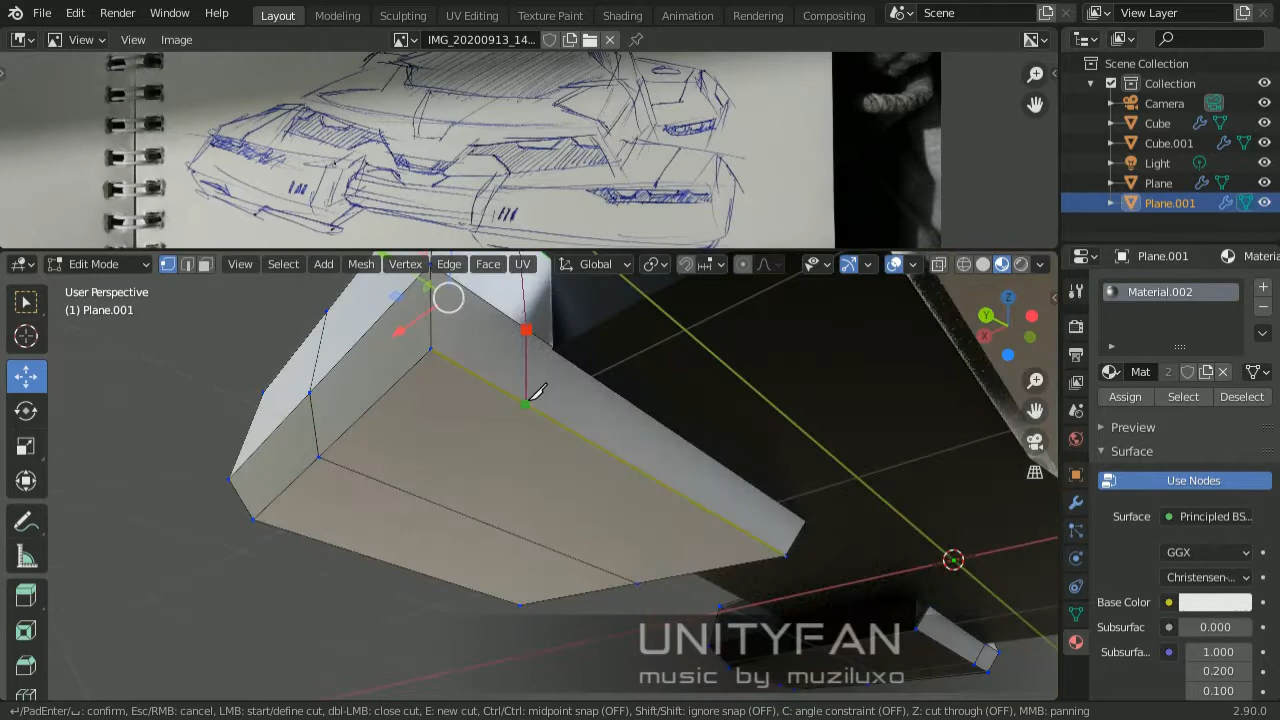 File Edit Render Window Help Layout Modeling Sculpting UV Editing Texture Paint Shading Animation Rendering Compositing Scene View Layer
View View Image IMG_20200913_14...
Scene Collection
Collection
Camera
Cube
Cube.001
Light
Plane
Plane.001
Edit Mode View Select Add Mesh Vertex Edge Face UV Global
Plane.001
User Perspective
(1) Plane.001
Z
Y
X
Material.002
Mat 2
Assign Select Deselect
Preview
Surface
Use Nodes
Surface Principled BS...
GGX
Christensen-...
Base Color
Subsurfac 0.000
Subsurfa... 1.000
0.200
0.100
UNITYFAN
music by muziluxo
: confirm, Esc/RMB: cancel, LMB: start/define cut, dbl-LMB: close cut, E: new cut, Ctrl/Ctrl: midpoint snap (OFF), Shift/Shift: ignore snap (OFF), C: angle constraint (OFF), Z: cut through (OFF), MMB: panning
2.90.0